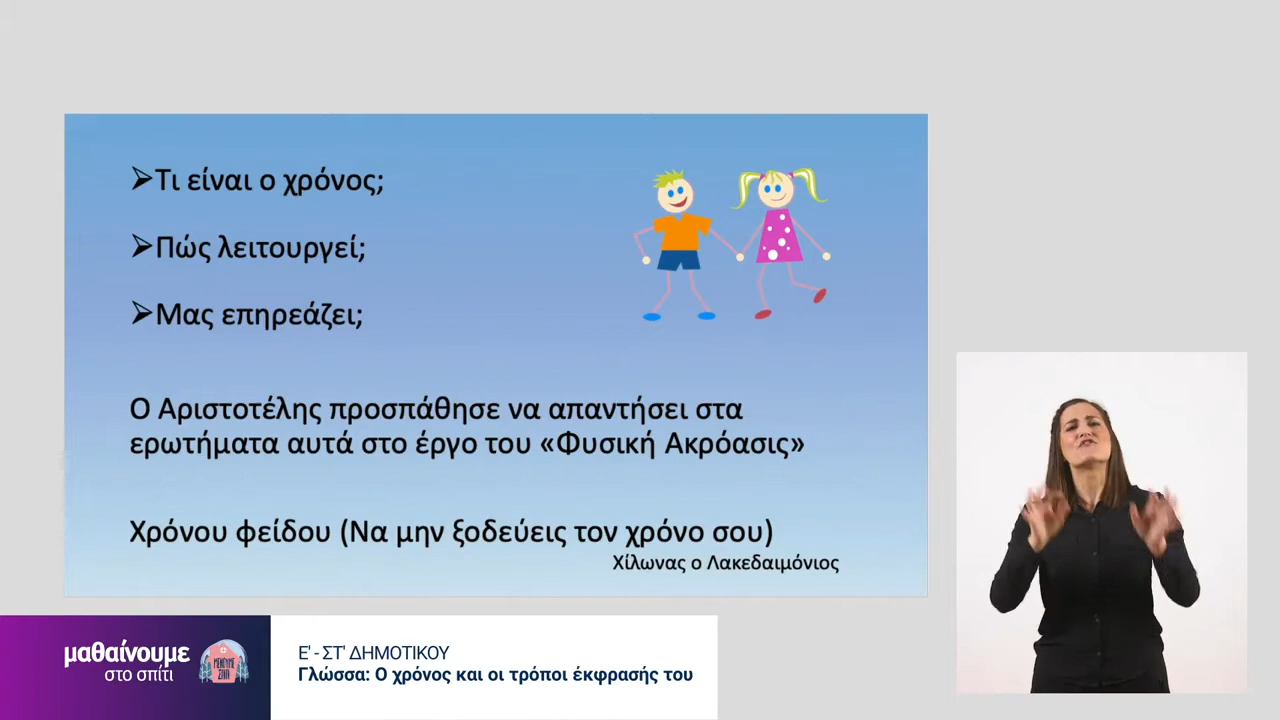 ➢Τι είναι ο χρόνος;
➢Πώς λειτουργεί;
➢Μας επηρεάζει;
Ο Αριστοτέλης προσπάθησε να απαντήσει στα
ερωτήματα αυτά στο έργο του «Φυσική Ακρόασις»
Χρόνου φείδου (Να μην ξοδεύεις τον χρόνο σου)
Χίλωνας ο Λακεδαιμόνιος
μαθαίνουμε
στο σπίτι
ΜΕΝΟΥΜΕ
ΣΠΙΤΙ
Ε' - ΣΤ' ΔΗΜΟΤΙΚΟΥ
Γλώσσα: Ο χρόνος και οι τρόποι έκφρασής του